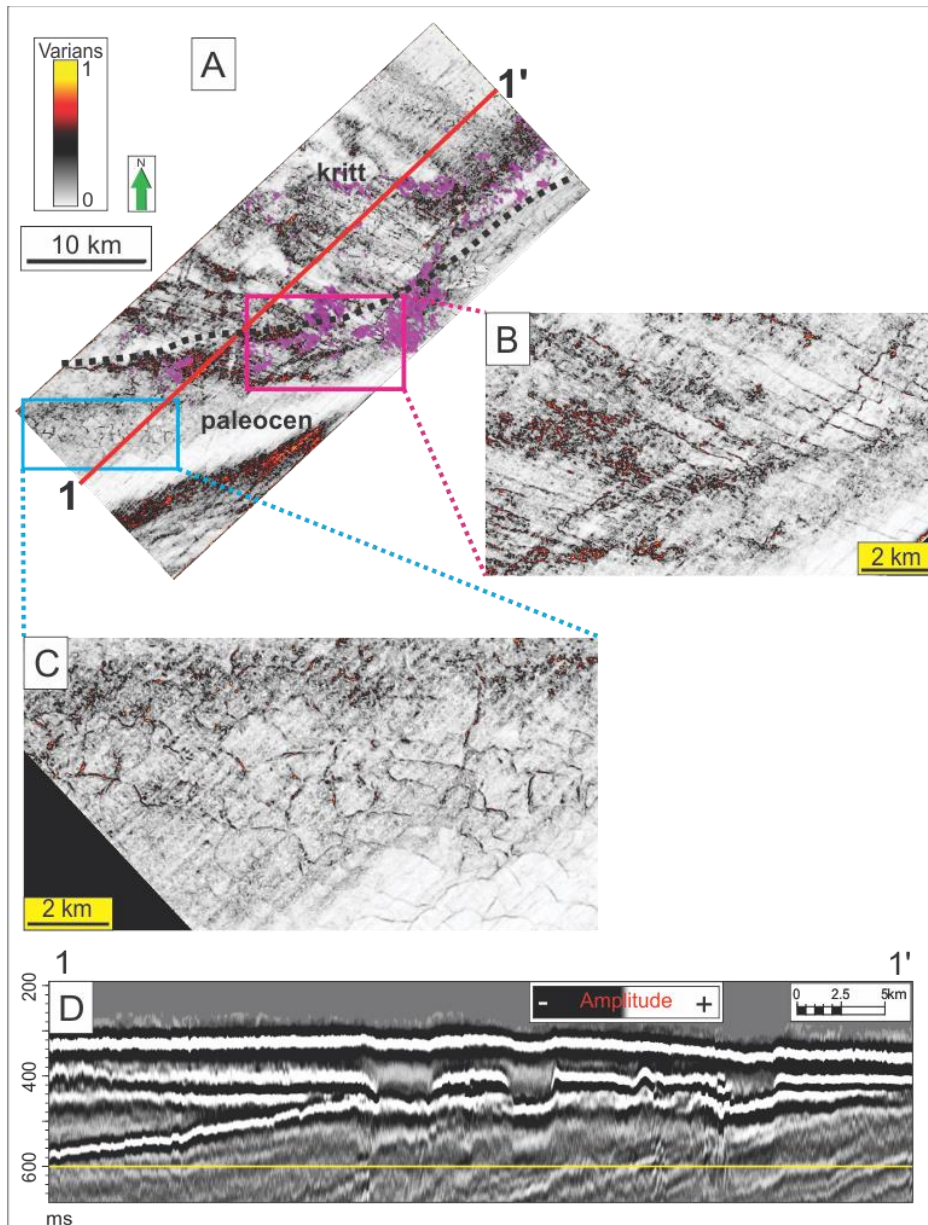 Varians
1
0
N
10 km
A
1'
kritt
paleocen
1
B
2 km
C
2 km
1
1'
D
- Amplitude +
0 2.5 5km
200
400
600
ms